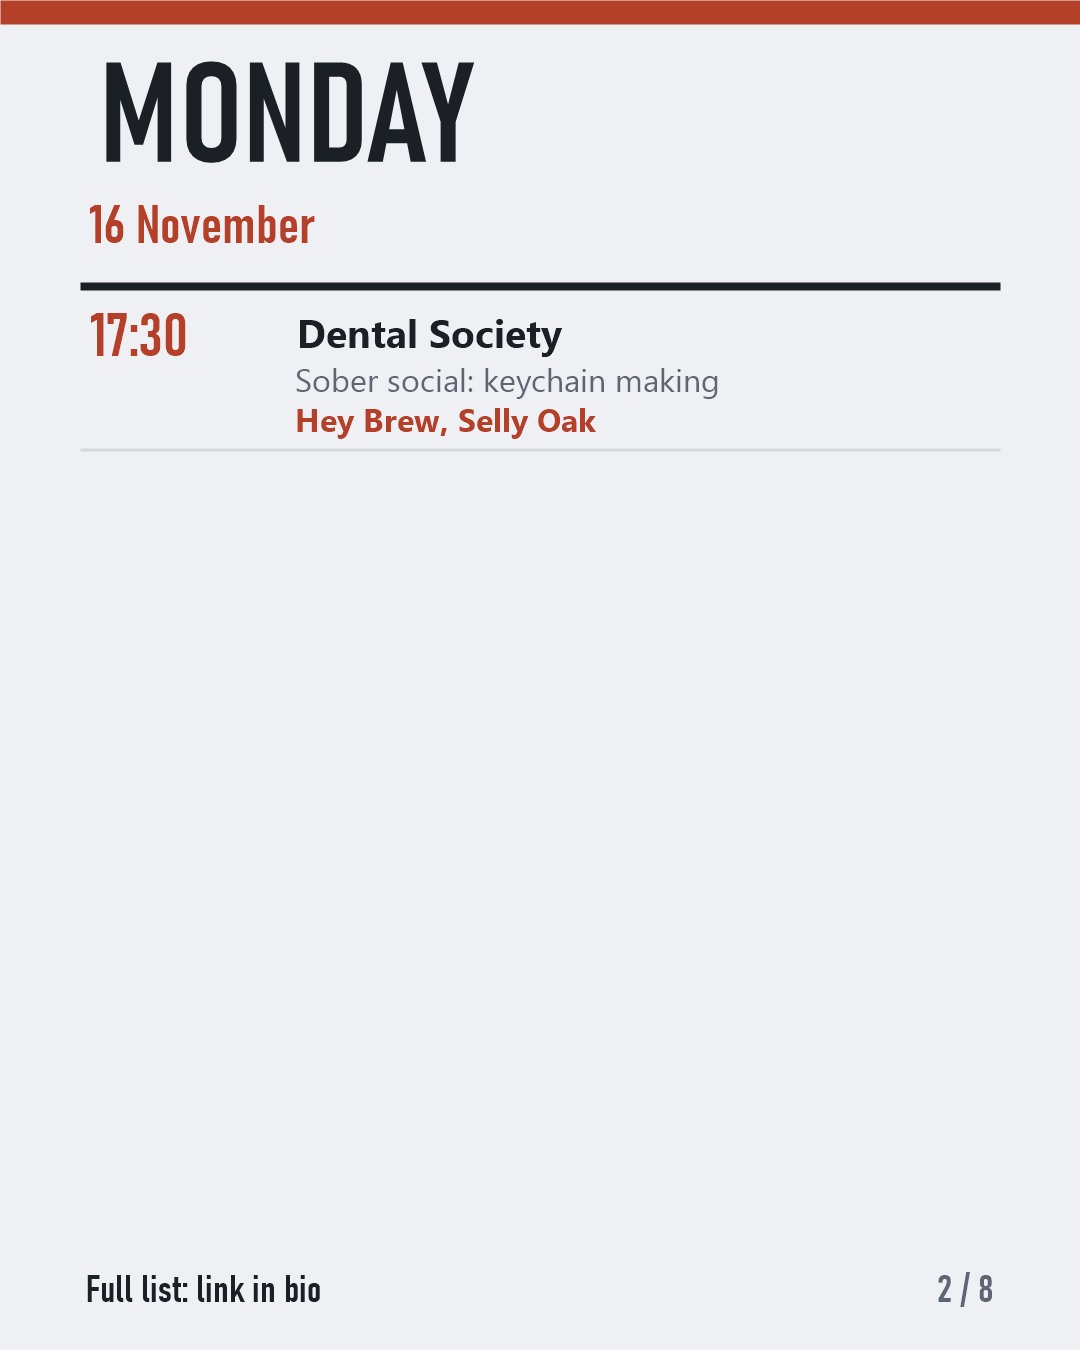 MONDAY
16 November
17:30
Dental Society
Sober social: keychain making
Hey Brew, Selly Oak
Full list: link in bio
2 / 8